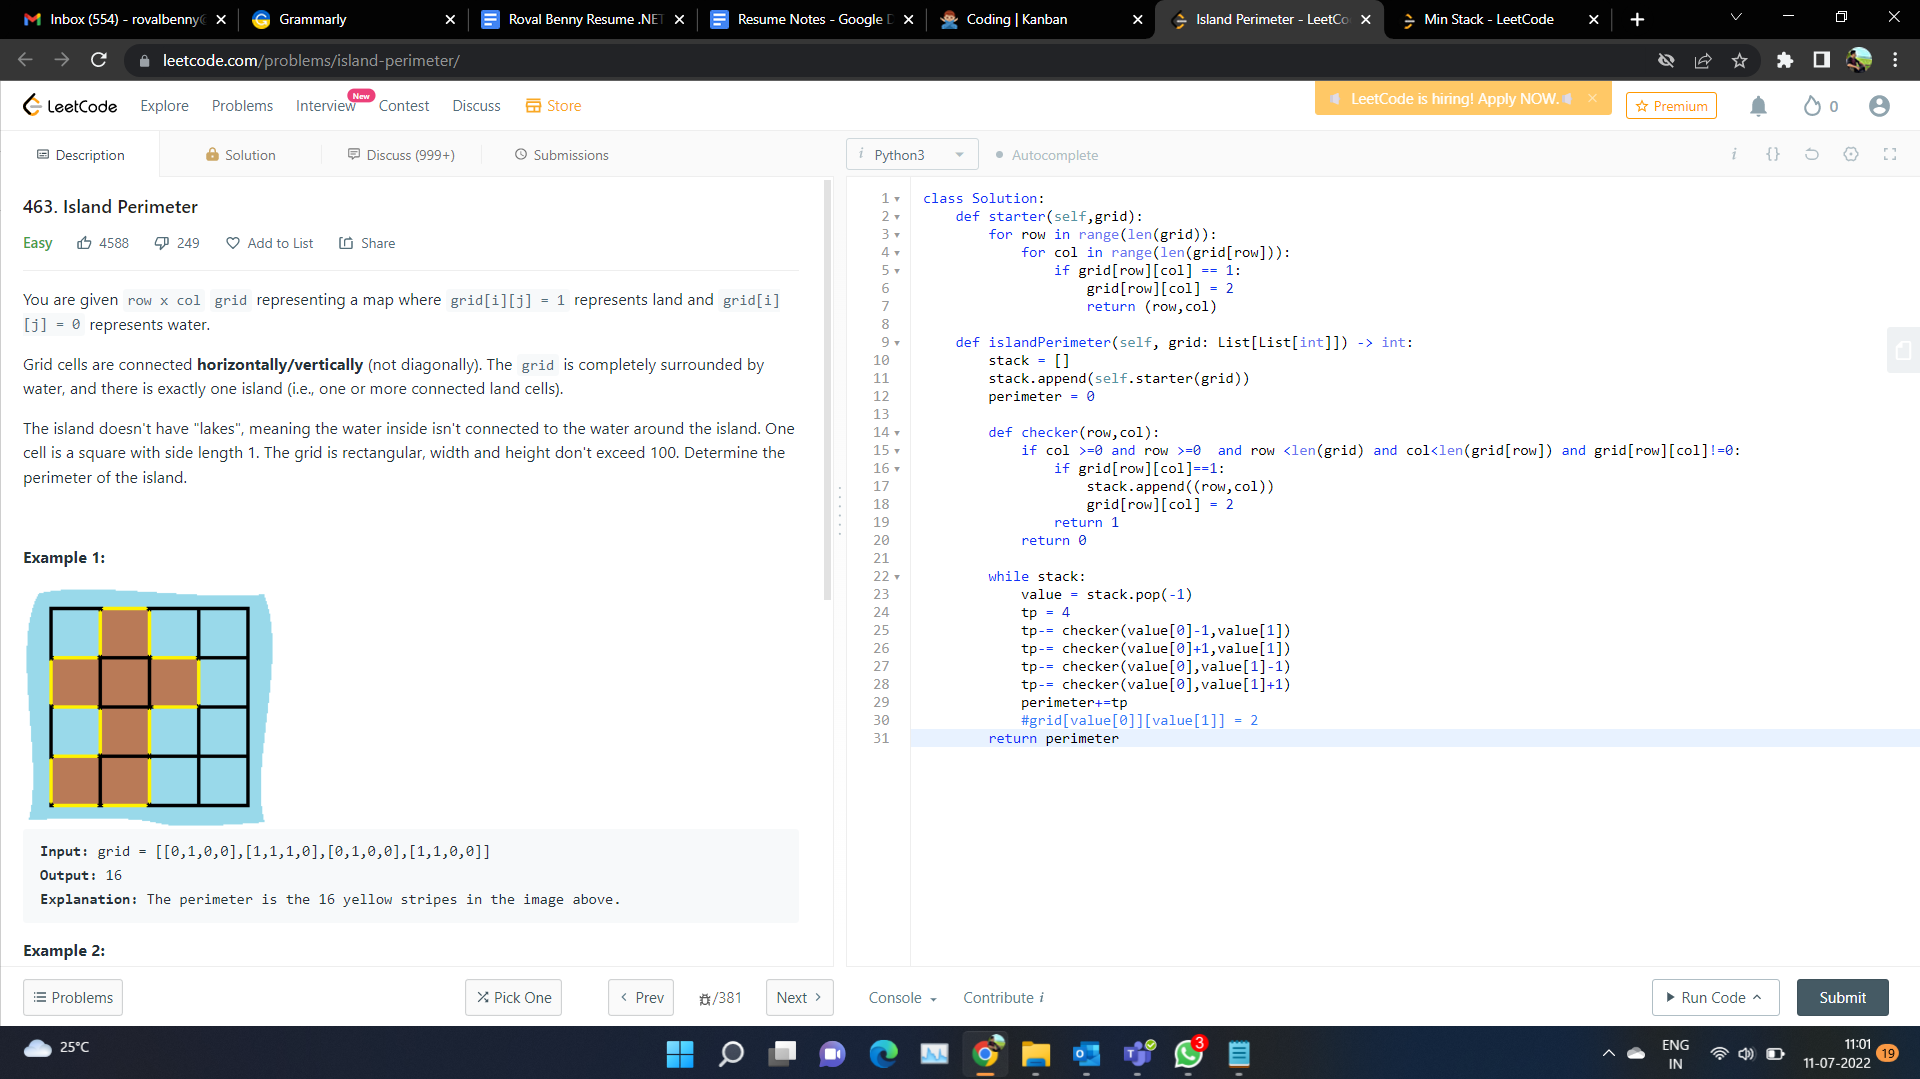 Inbox (554) - rovalbenny@
Grammarly
Roval Benny Resume .NET
Resume Notes - Google D
Coding | Kanban
Island Perimeter - LeetCo
Min Stack - LeetCode
leetcode.com/problems/island-perimeter/
LeetCode
Explore
Problems
Interview
New
Contest
Discuss
Store
LeetCode is hiring! Apply NOW.
Premium
0
Description
Solution
Discuss (999+)
Submissions
i Python3
Autocomplete
i {}
463. Island Perimeter
Easy 4588 249 Add to List Share
You are given row x col grid representing a map where grid[i][j] = 1 represents land and grid[i]
[j] = 0 represents water.
Grid cells are connected horizontally/vertically (not diagonally). The grid is completely surrounded by
water, and there is exactly one island (i.e., one or more connected land cells).
The island doesn't have "lakes", meaning the water inside isn't connected to the water around the island. One
cell is a square with side length 1. The grid is rectangular, width and height don't exceed 100. Determine the
perimeter of the island.
Example 1:
Input: grid = [[0,1,0,0],[1,1,1,0],[0,1,0,0],[1,1,0,0]]
Output: 16
Explanation: The perimeter is the 16 yellow stripes in the image above.
Example 2:
1 class Solution:
2 def starter(self,grid):
3 for row in range(len(grid)):
4 for col in range(len(grid[row])):
5 if grid[row][col] == 1:
6 grid[row][col] = 2
7 return (row,col)
8
9 def islandPerimeter(self, grid: List[List[int]]) -> int:
10 stack = []
11 stack.append(self.starter(grid))
12 perimeter = 0
13
14 def checker(row,col):
15 if col >=0 and row >=0  and row <len(grid) and col<len(grid[row]) and grid[row][col]!=0:
16 if grid[row][col]==1:
17 stack.append((row,col))
18 grid[row][col] = 2
19 return 1
20 return 0
21
22 while stack:
23 value = stack.pop(-1)
24 tp = 4
25 tp-= checker(value[0]-1,value[1])
26 tp-= checker(value[0]+1,value[1])
27 tp-= checker(value[0],value[1]-1)
28 tp-= checker(value[0],value[1]+1)
29 perimeter+=tp
30 #grid[value[0]][value[1]] = 2
31 return perimeter
Problems
Pick One
Prev
/381
Next
Console
Contribute i
Run Code
Submit
25°C
3
ENG
IN
11:01
11-07-2022
19